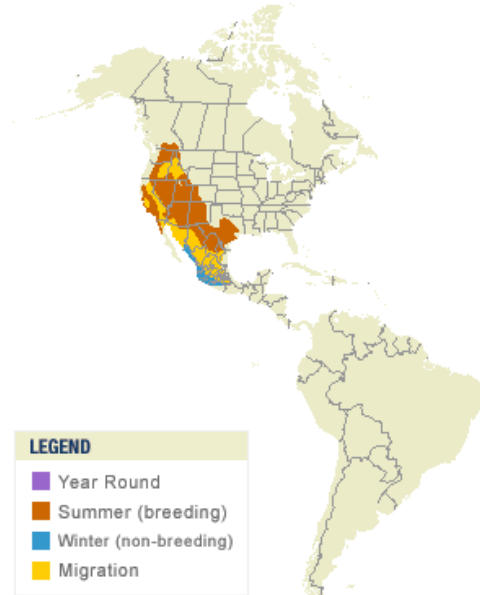 LEGEND
Year Round
Summer (breeding)
Winter (non-breeding)
Migration